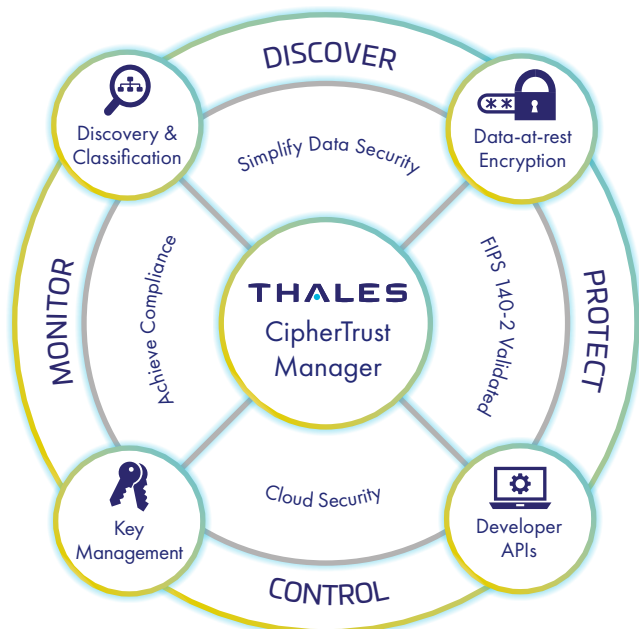 DISCOVER
Discovery &
Classification
**
Data-at-rest
Encryption
Simplify Data Security
MONITOR
Achieve Compliance
THALES
CipherTrust
Manager
FIPS 140-2 Validated
PROTECT
Cloud Security
Key
Management
Developer
APIs
CONTROL